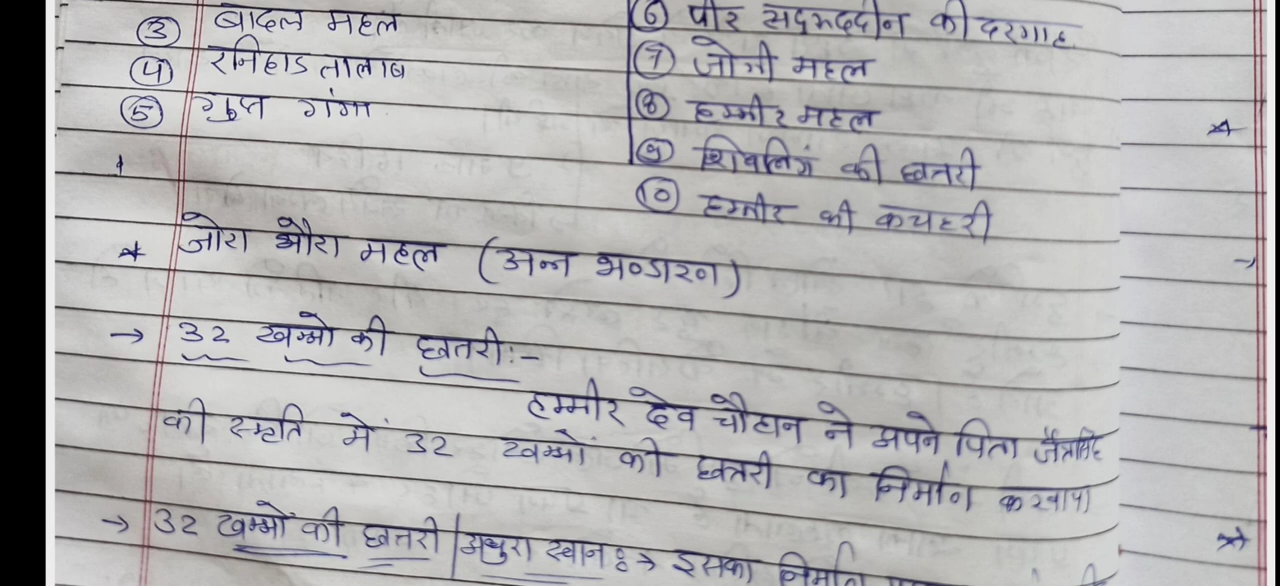 ③ बादल महल
④ रनिहाड तालाब
⑤ गुप्त गंगा
⑥ पीर सदरूद्दीन की दरगाह
⑦ जोगी महल
⑧ हम्मीर महल
⑨ शिवलिगं की छतरी
⑩ हम्मीर की कचहरी
* जोरा भौरा महल (अन्न भण्डारण)
→ 32 खम्भो की छतरी:-
हम्मीर देव चौहान ने अपने पिता जैत्रसिंह
की स्मृति में 32 खम्भों की छतरी का निर्माण करवाया
→ 32 खम्भों की छतरी | अधुरा स्वपन :→ इसका निर्माण